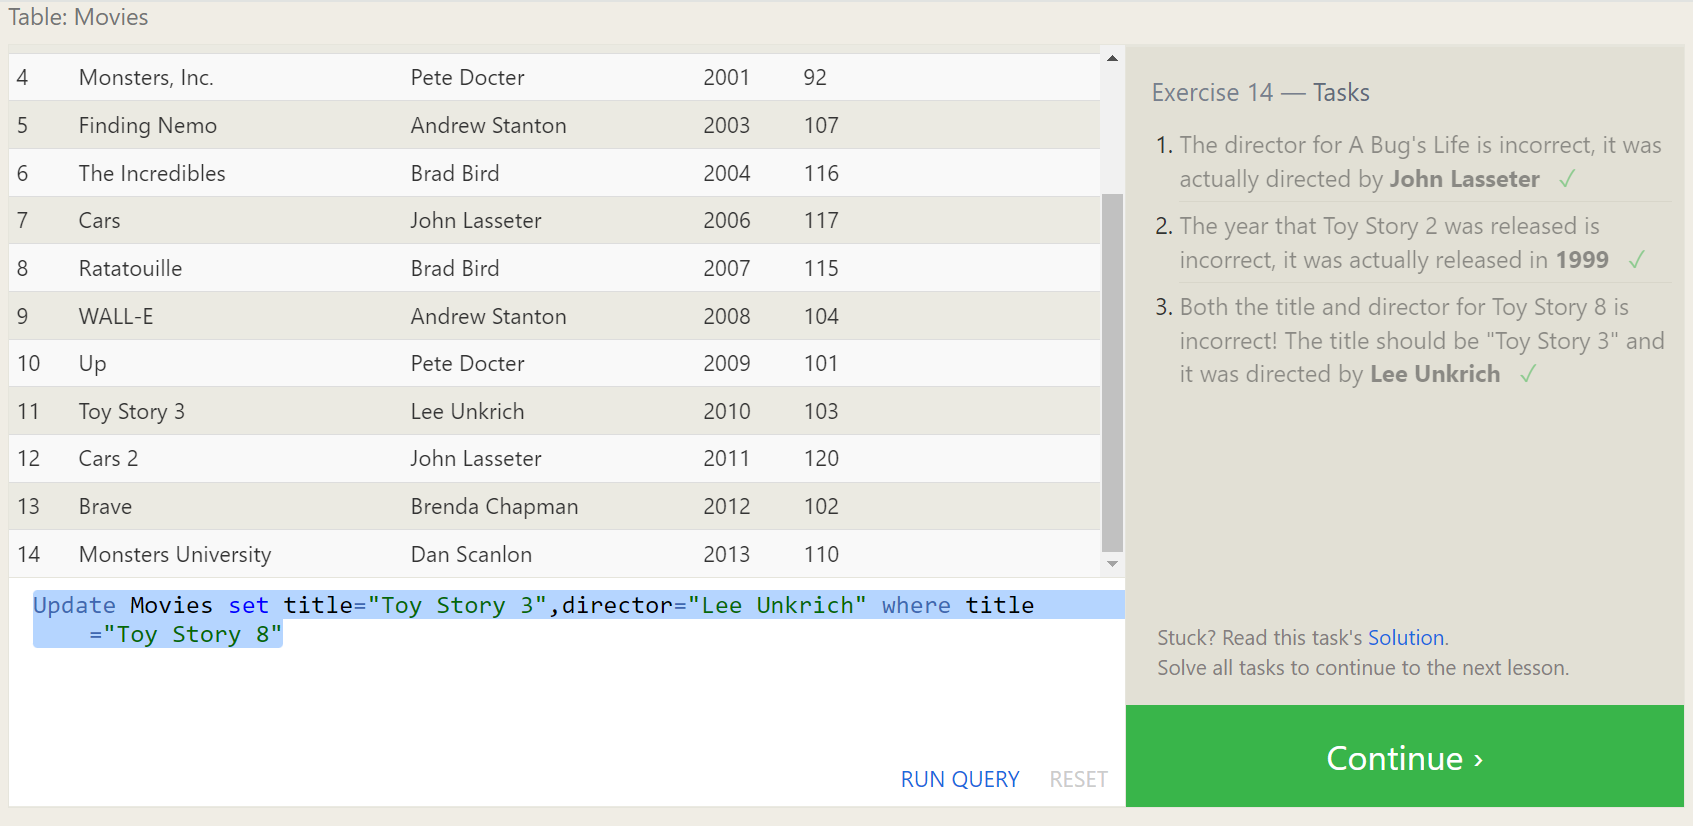 Table: Movies
4 Monsters, Inc. Pete Docter 2001 92
5 Finding Nemo Andrew Stanton 2003 107
6 The Incredibles Brad Bird 2004 116
7 Cars John Lasseter 2006 117
8 Ratatouille Brad Bird 2007 115
9 WALL-E Andrew Stanton 2008 104
10 Up Pete Docter 2009 101
11 Toy Story 3 Lee Unkrich 2010 103
12 Cars 2 John Lasseter 2011 120
13 Brave Brenda Chapman 2012 102
14 Monsters University Dan Scanlon 2013 110
Update Movies set title="Toy Story 3",director="Lee Unkrich" where title
="Toy Story 8"
RUN QUERY RESET
Exercise 14 — Tasks
1. The director for A Bug's Life is incorrect, it was
actually directed by John Lasseter ✓
2. The year that Toy Story 2 was released is
incorrect, it was actually released in 1999 ✓
3. Both the title and director for Toy Story 8 is
incorrect! The title should be "Toy Story 3" and
it was directed by Lee Unkrich ✓
Stuck? Read this task's Solution.
Solve all tasks to continue to the next lesson.
Continue ›